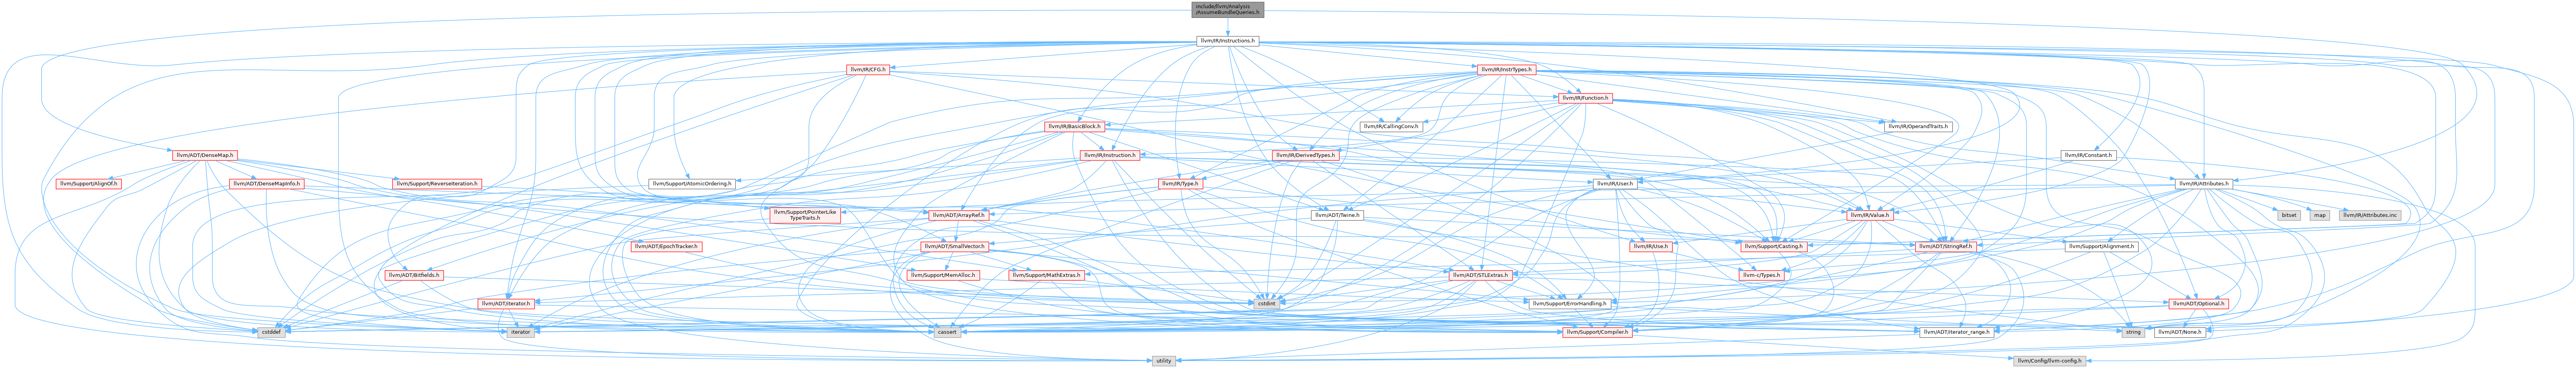 include/llvm/Analysis
/AssumeBundleQueries.h
llvm/IR/Instructions.h
llvm/IR/CFG.h
llvm/IR/InstrTypes.h
llvm/IR/Function.h
llvm/IR/BasicBlock.h
llvm/IR/CallingConv.h
llvm/IR/OperandTraits.h
llvm/ADT/DenseMap.h
llvm/IR/Instruction.h
llvm/IR/DerivedTypes.h
llvm/IR/Constant.h
llvm/Support/AlignOf.h
llvm/ADT/DenseMapInfo.h
llvm/Support/ReverseIteration.h
llvm/Support/AtomicOrdering.h
llvm/IR/Type.h
llvm/IR/User.h
llvm/IR/Attributes.h
llvm/Support/PointerLike
TypeTraits.h
llvm/ADT/ArrayRef.h
llvm/ADT/Twine.h
llvm/IR/Value.h
bitset
map
llvm/IR/Attributes.inc
llvm/ADT/EpochTracker.h
llvm/ADT/SmallVector.h
llvm/IR/Use.h
llvm/Support/Casting.h
llvm/ADT/StringRef.h
llvm/Support/Alignment.h
llvm/ADT/Bitfields.h
llvm/Support/MemAlloc.h
llvm/Support/MathExtras.h
llvm/ADT/STLExtras.h
llvm-c/Types.h
llvm/ADT/iterator.h
cstdint
llvm/Support/ErrorHandling.h
llvm/ADT/Optional.h
cstddef
iterator
cassert
llvm/Support/Compiler.h
llvm/ADT/iterator_range.h
string
llvm/ADT/None.h
utility
llvm/Config/llvm-config.h